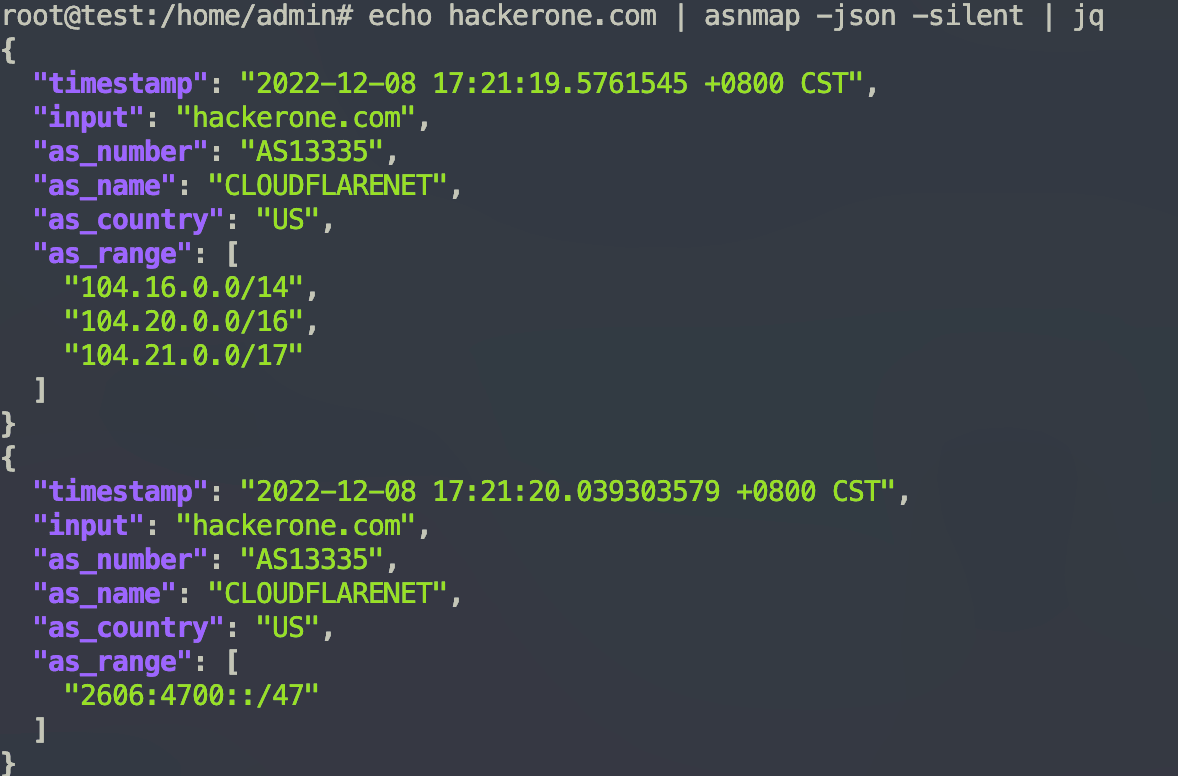 root@test:/home/admin# echo hackerone.com | asnmap -json -silent | jq
{
  "timestamp": "2022-12-08 17:21:19.5761545 +0800 CST",
  "input": "hackerone.com",
  "as_number": "AS13335",
  "as_name": "CLOUDFLARENET",
  "as_country": "US",
  "as_range": [
    "104.16.0.0/14",
    "104.20.0.0/16",
    "104.21.0.0/17"
  ]
}
{
  "timestamp": "2022-12-08 17:21:20.039303579 +0800 CST",
  "input": "hackerone.com",
  "as_number": "AS13335",
  "as_name": "CLOUDFLARENET",
  "as_country": "US",
  "as_range": [
    "2606:4700::/47"
  ]
}